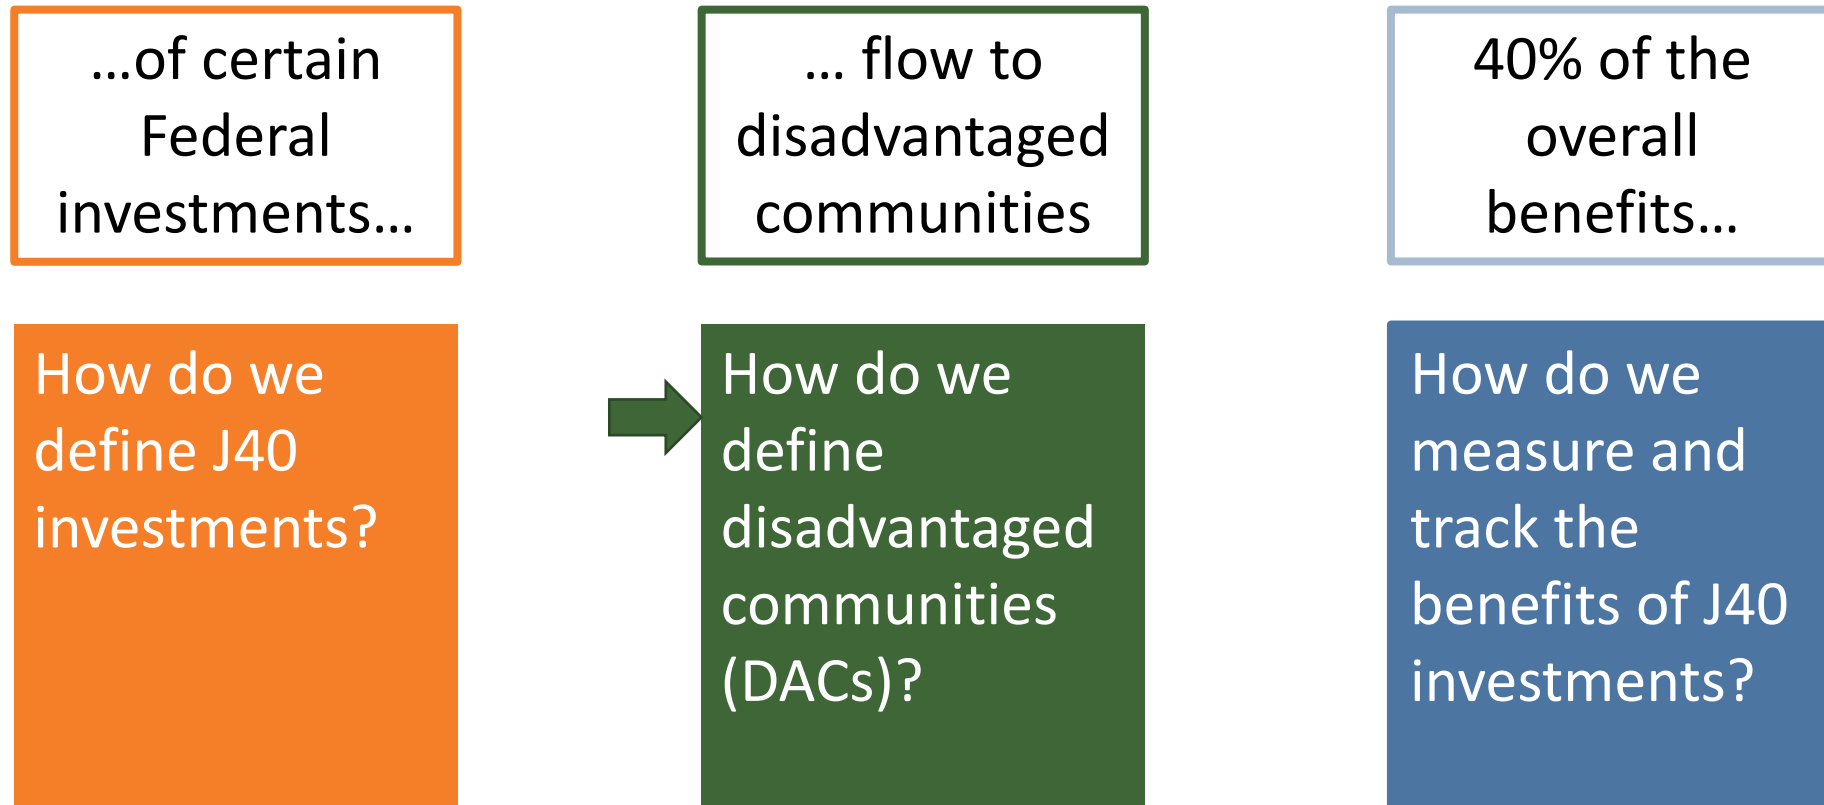 …of certain
Federal
investments…
… flow to
disadvantaged
communities
40% of the
overall
benefits…
How do we
define J40
investments?
How do we
define
disadvantaged
communities
(DACs)?
How do we
measure and
track the
benefits of J40
investments?